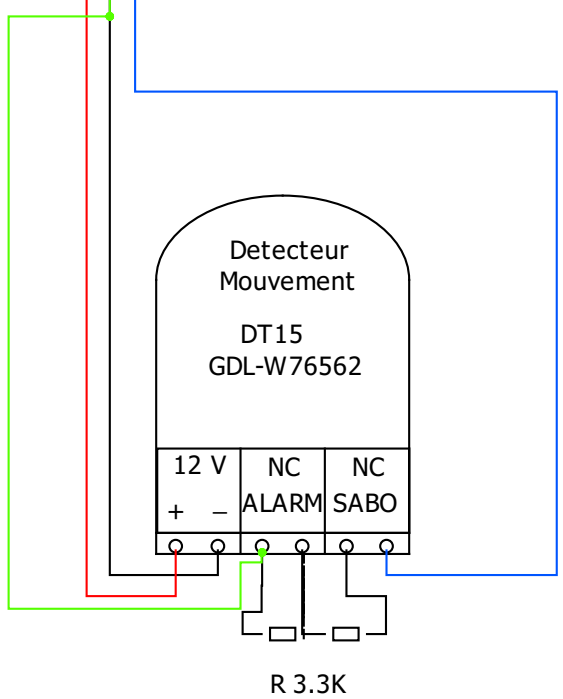 Detecteur
Mouvement
DT15
GDL-W76562
12 V NC NC
+ − ALARM SABO
R 3.3K